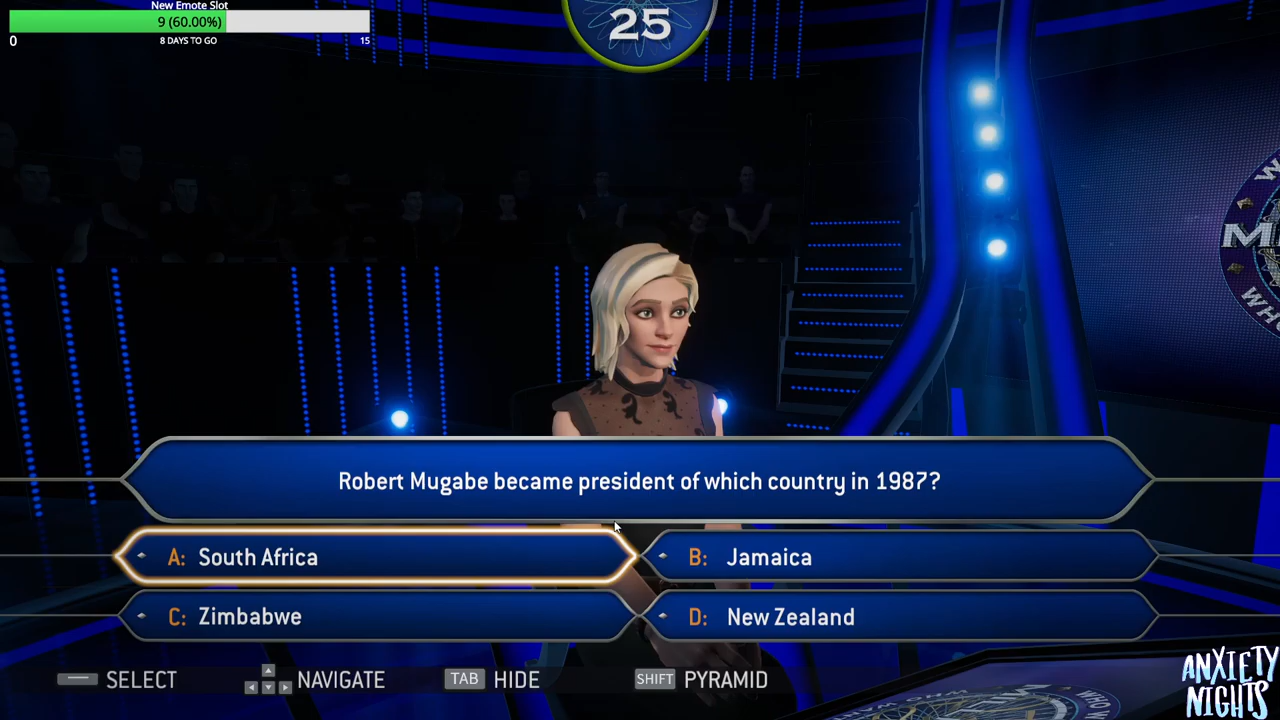 New Emote Slot
9 (60.00%)
0 8 DAYS TO GO 15
25
Robert Mugabe became president of which country in 1987?
A: South Africa
B: Jamaica
C: Zimbabwe
D: New Zealand
SELECT NAVIGATE TAB HIDE SHIFT PYRAMID
ANXIETY
NIGHTS